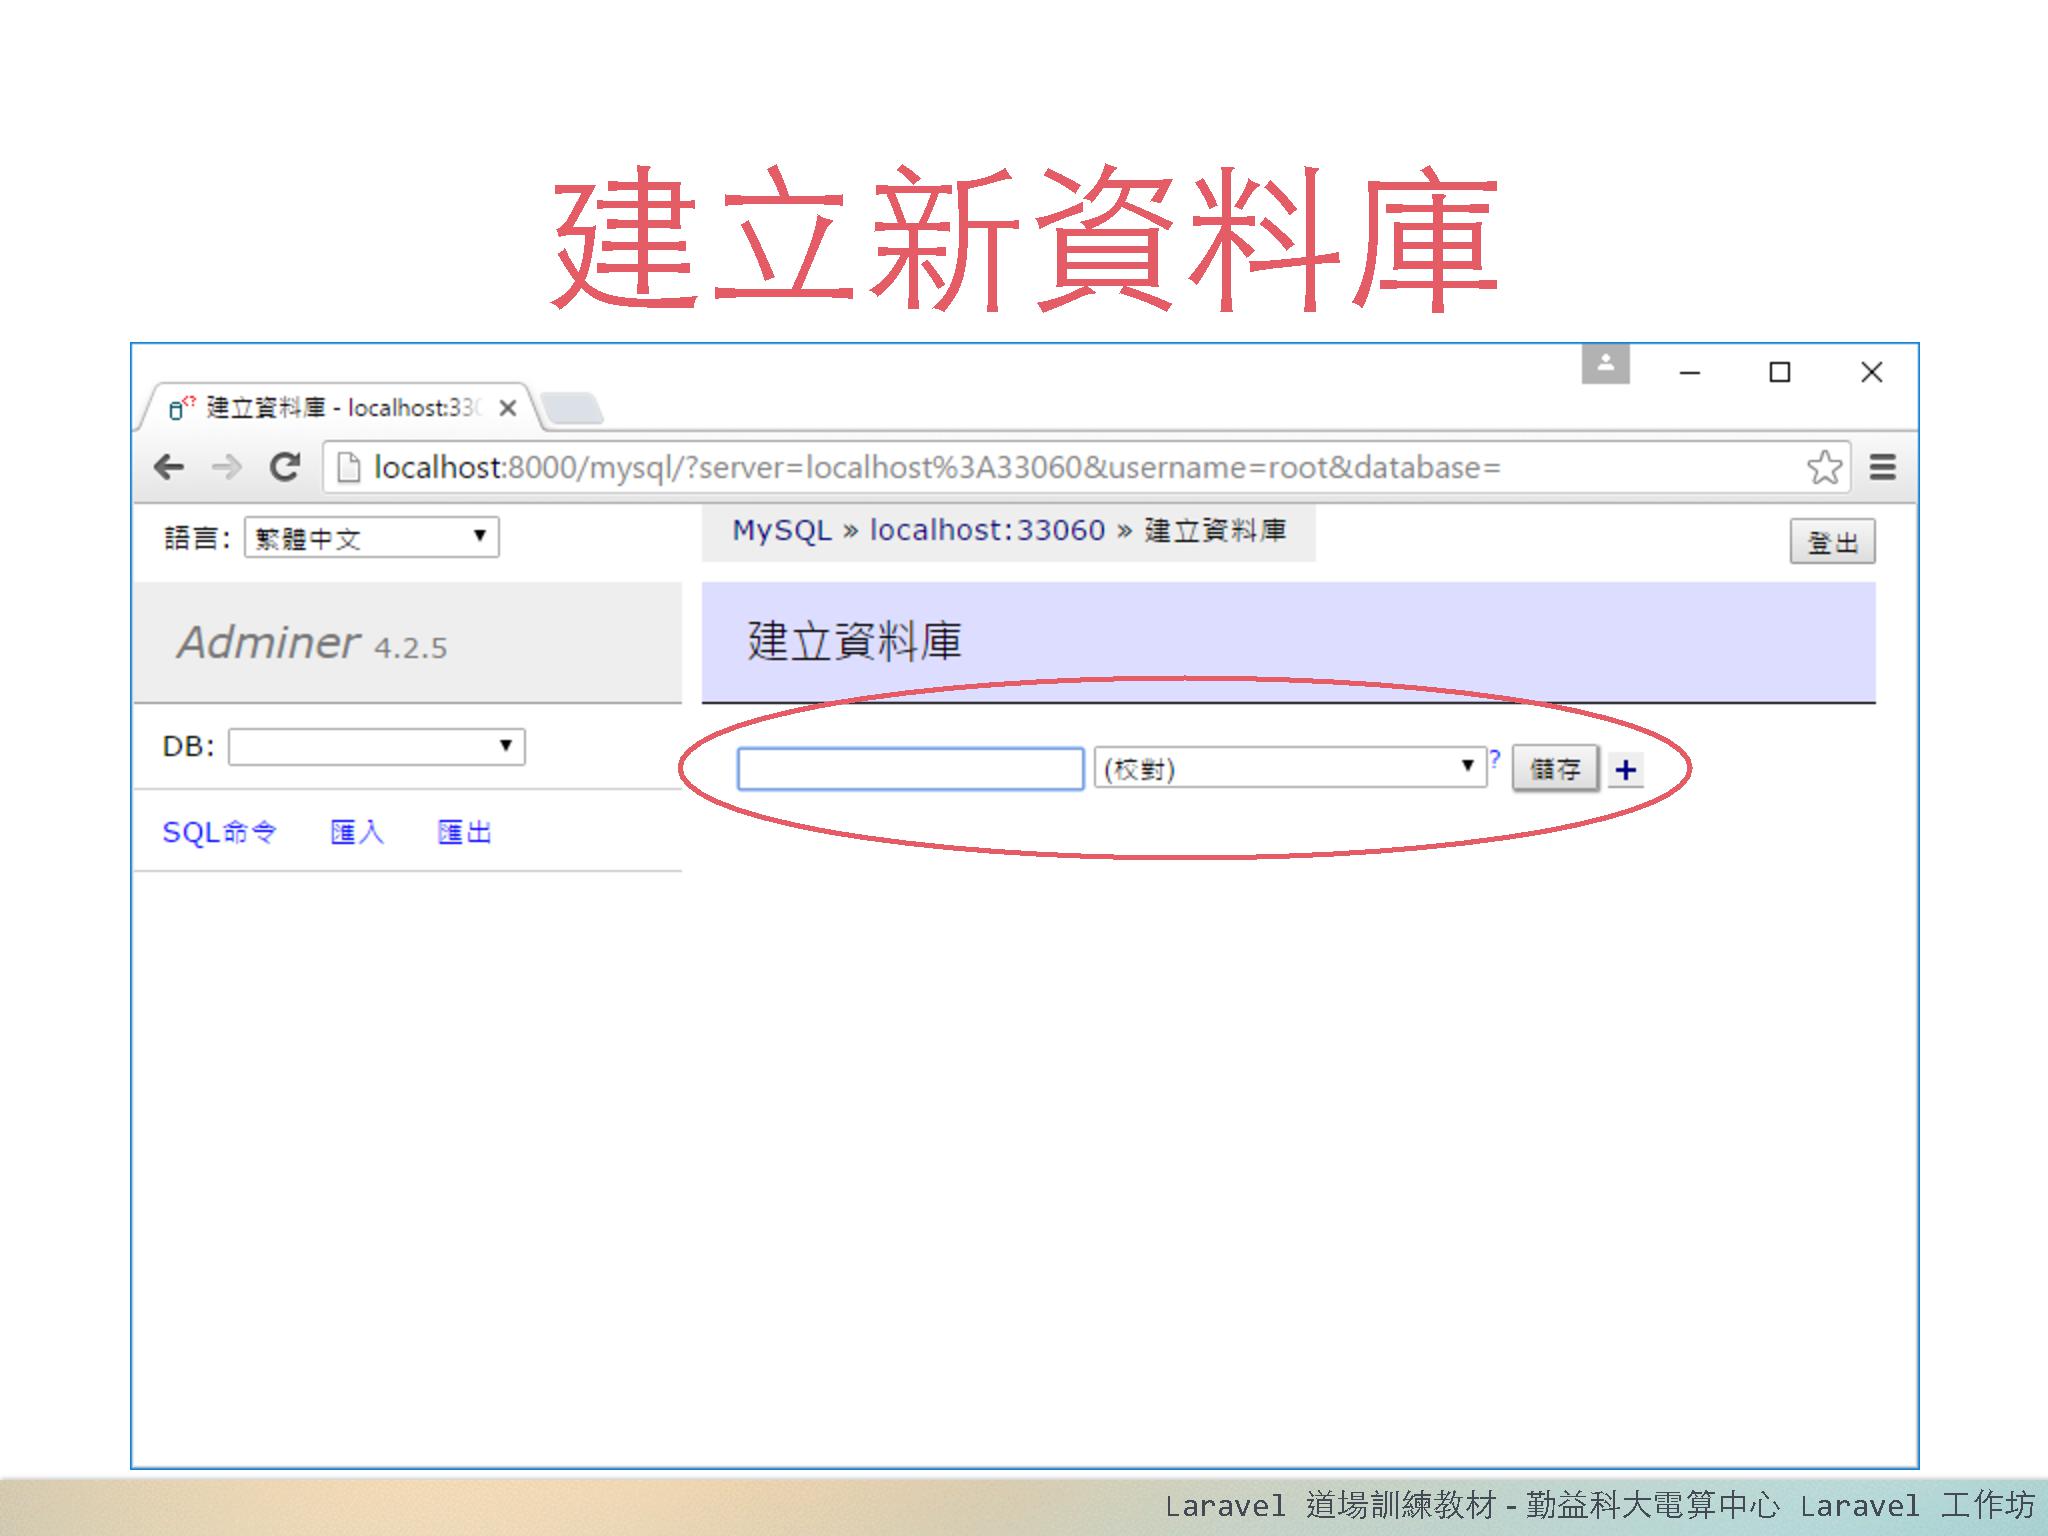 建立新資料庫
建立資料庫 - localhost:330
localhost:8000/mysql/?server=localhost%3A33060&username=root&database=
語言: 繁體中文
MySQL » localhost:33060 » 建立資料庫
登出
Adminer 4.2.5
建立資料庫
DB:
(校對) ? 儲存 +
SQL命令 匯入 匯出
Laravel 道場訓練教材 - 勤益科大電算中心 Laravel 工作坊